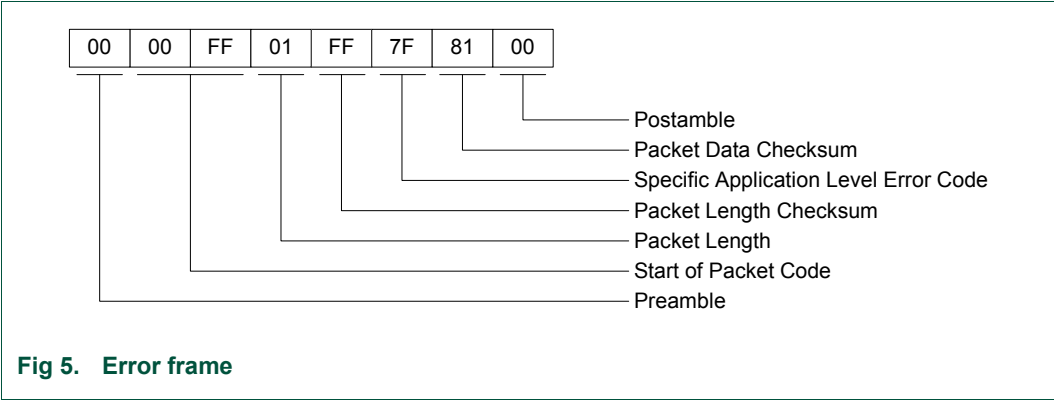 00 00 FF 01 FF 7F 81 00
Postamble
Packet Data Checksum
Specific Application Level Error Code
Packet Length Checksum
Packet Length
Start of Packet Code
Preamble
Fig 5. Error frame